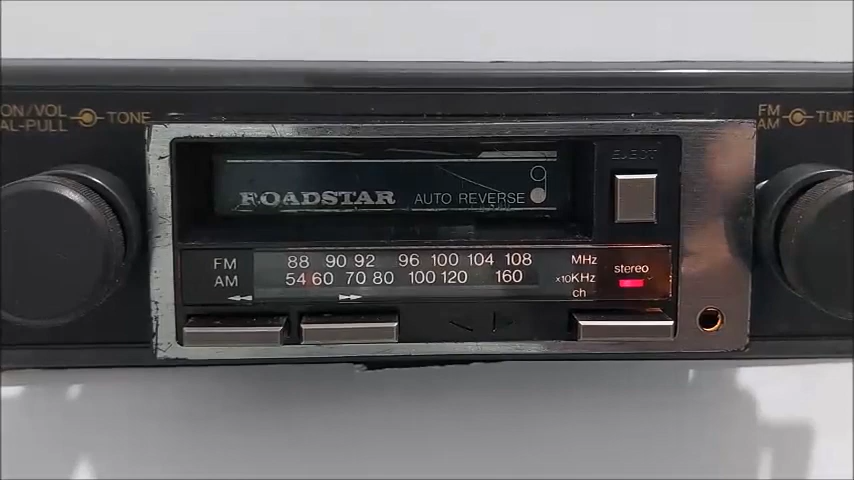 ON/VOL TONE
AL-PULL
FM TUNE
AM
EJECT
ROADSTAR AUTO REVERSE
FM 88 90 92 96 100 104 108 MHz
AM 54 60 70 80 100 120 160 x10KHz
ch
stereo